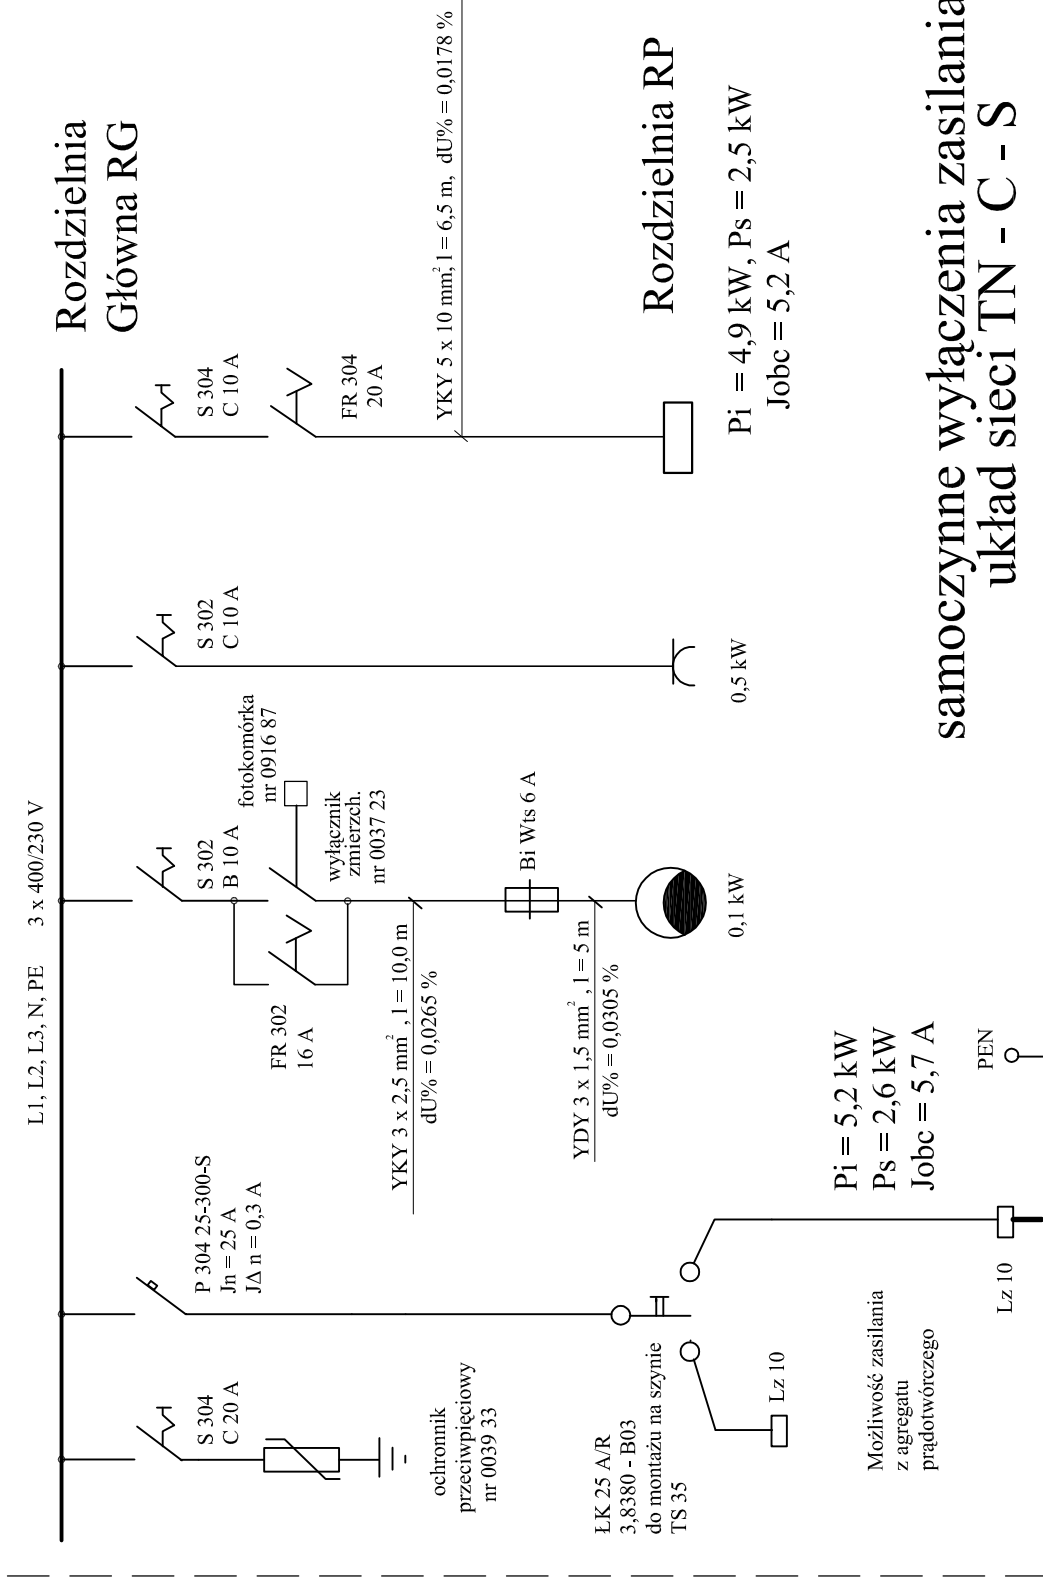 L1, L2, L3, N, PE 3 x 400/230 V
Rozdzielnia
Główna RG
S 304
C 20 A
ochronnik
przeciwpięciowy
nr 0039 33
P 304 25-300-S
Jn = 25 A
JΔ n = 0,3 A
ŁK 25 A/R
3,8380 - B03
do montażu na szynie
TS 35
Lz 10
Możliwość zasilania
z agregatu
prądotwórczego
Lz 10
PEN
Pi = 5,2 kW
Ps = 2,6 kW
Jobc = 5,7 A
S 302
B 10 A
fotokomórka
nr 0916 87
wyłącznik
zmierzch.
nr 0037 23
FR 302
16 A
YKY 3 x 2,5 mm², l = 10,0 m
dU% = 0,0265 %
Bi Wts 6 A
YDY 3 x 1,5 mm², l = 5 m
dU% = 0,0305 %
0,1 kW
S 302
C 10 A
0,5 kW
S 304
C 10 A
FR 304
20 A
YKY 5 x 10 mm², l = 6,5 m, dU% = 0,0178 %
Rozdzielnia RP
Pi = 4,9 kW, Ps = 2,5 kW
Jobc = 5,2 A
samoczynne wyłączenia zasilania
układ sieci TN - C - S